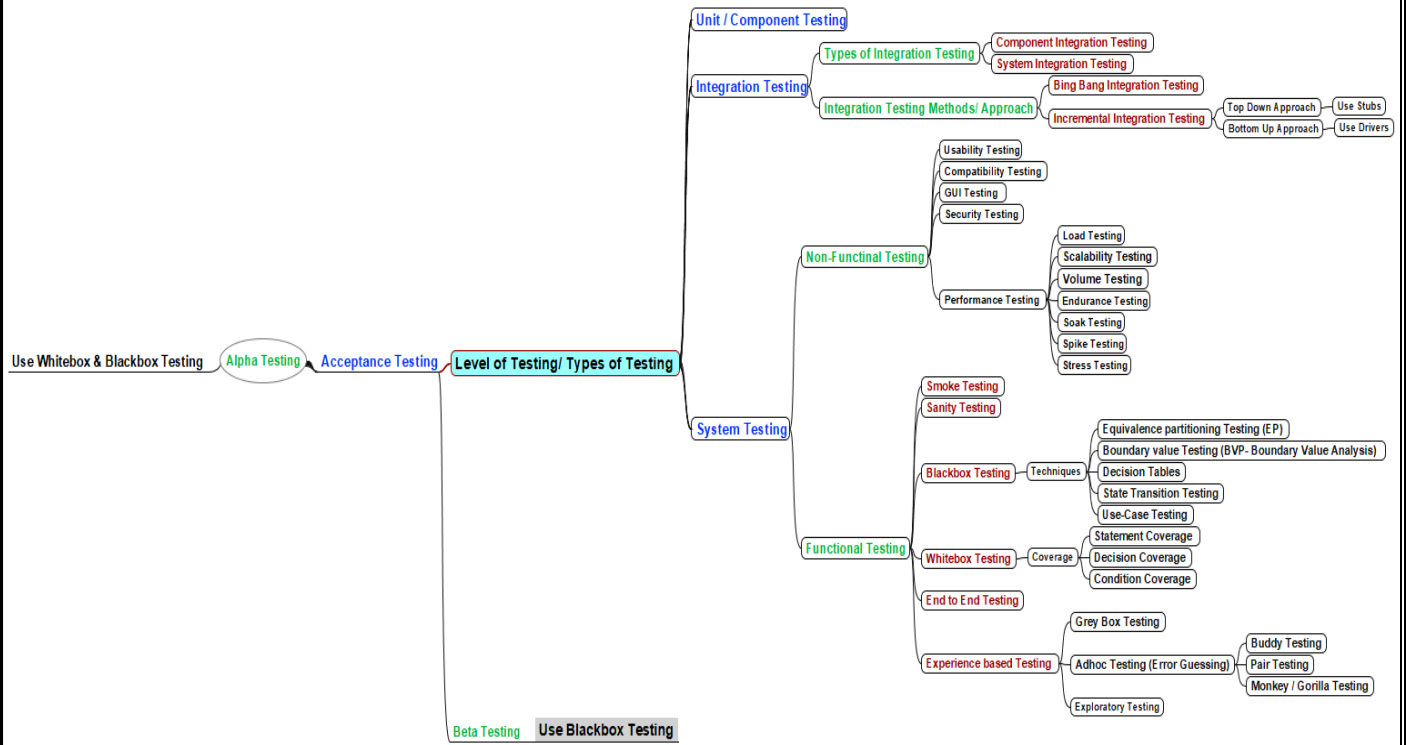 Unit / Component Testing
Integration Testing
Types of Integration Testing
Component Integration Testing
System Integration Testing
Integration Testing Methods/ Approach
Bing Bang Integration Testing
Incremental Integration Testing
Top Down Approach
Use Stubs
Bottom Up Approach
Use Drivers
Usability Testing
Compatibility Testing
GUI Testing
Security Testing
Non-Functinal Testing
Performance Testing
Load Testing
Scalability Testing
Volume Testing
Endurance Testing
Soak Testing
Spike Testing
Stress Testing
Use Whitebox & Blackbox Testing
Alpha Testing
Acceptance Testing
Level of Testing/ Types of Testing
System Testing
Functional Testing
Smoke Testing
Sanity Testing
Blackbox Testing
Techniques
Equivalence partitioning Testing (EP)
Boundary value Testing (BVP- Boundary Value Analysis)
Decision Tables
State Transition Testing
Use-Case Testing
Whitebox Testing
Coverage
Statement Coverage
Decision Coverage
Condition Coverage
End to End Testing
Experience based Testing
Grey Box Testing
Adhoc Testing (Error Guessing)
Buddy Testing
Pair Testing
Monkey / Gorilla Testing
Exploratory Testing
Beta Testing
Use Blackbox Testing